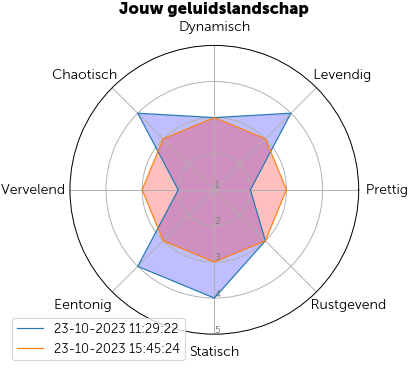 Jouw geluidslandschap
Dynamisch
Chaotisch
Levendig
Vervelend
1
Prettig
2
3
4
Eentonig
Rustgevend
23-10-2023 11:29:22
5
23-10-2023 15:45:24
Statisch